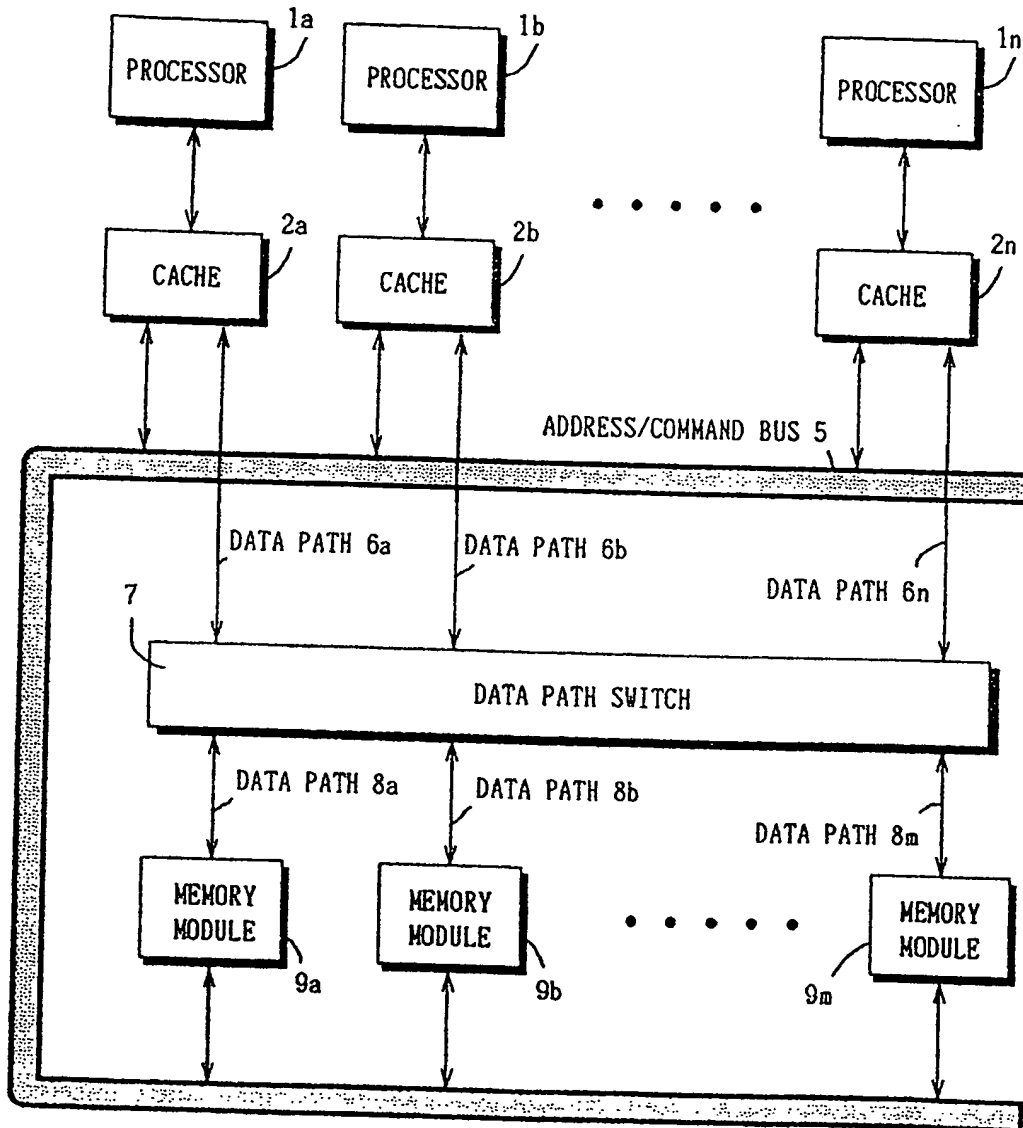 1a
1b
1n
PROCESSOR
PROCESSOR
PROCESSOR
2a
2b
2n
CACHE
CACHE
CACHE
ADDRESS/COMMAND BUS 5
DATA PATH 6a
DATA PATH 6b
DATA PATH 6n
7
DATA PATH SWITCH
DATA PATH 8a
DATA PATH 8b
DATA PATH 8m
MEMORY
MODULE
MEMORY
MODULE
MEMORY
MODULE
9a
9b
9m